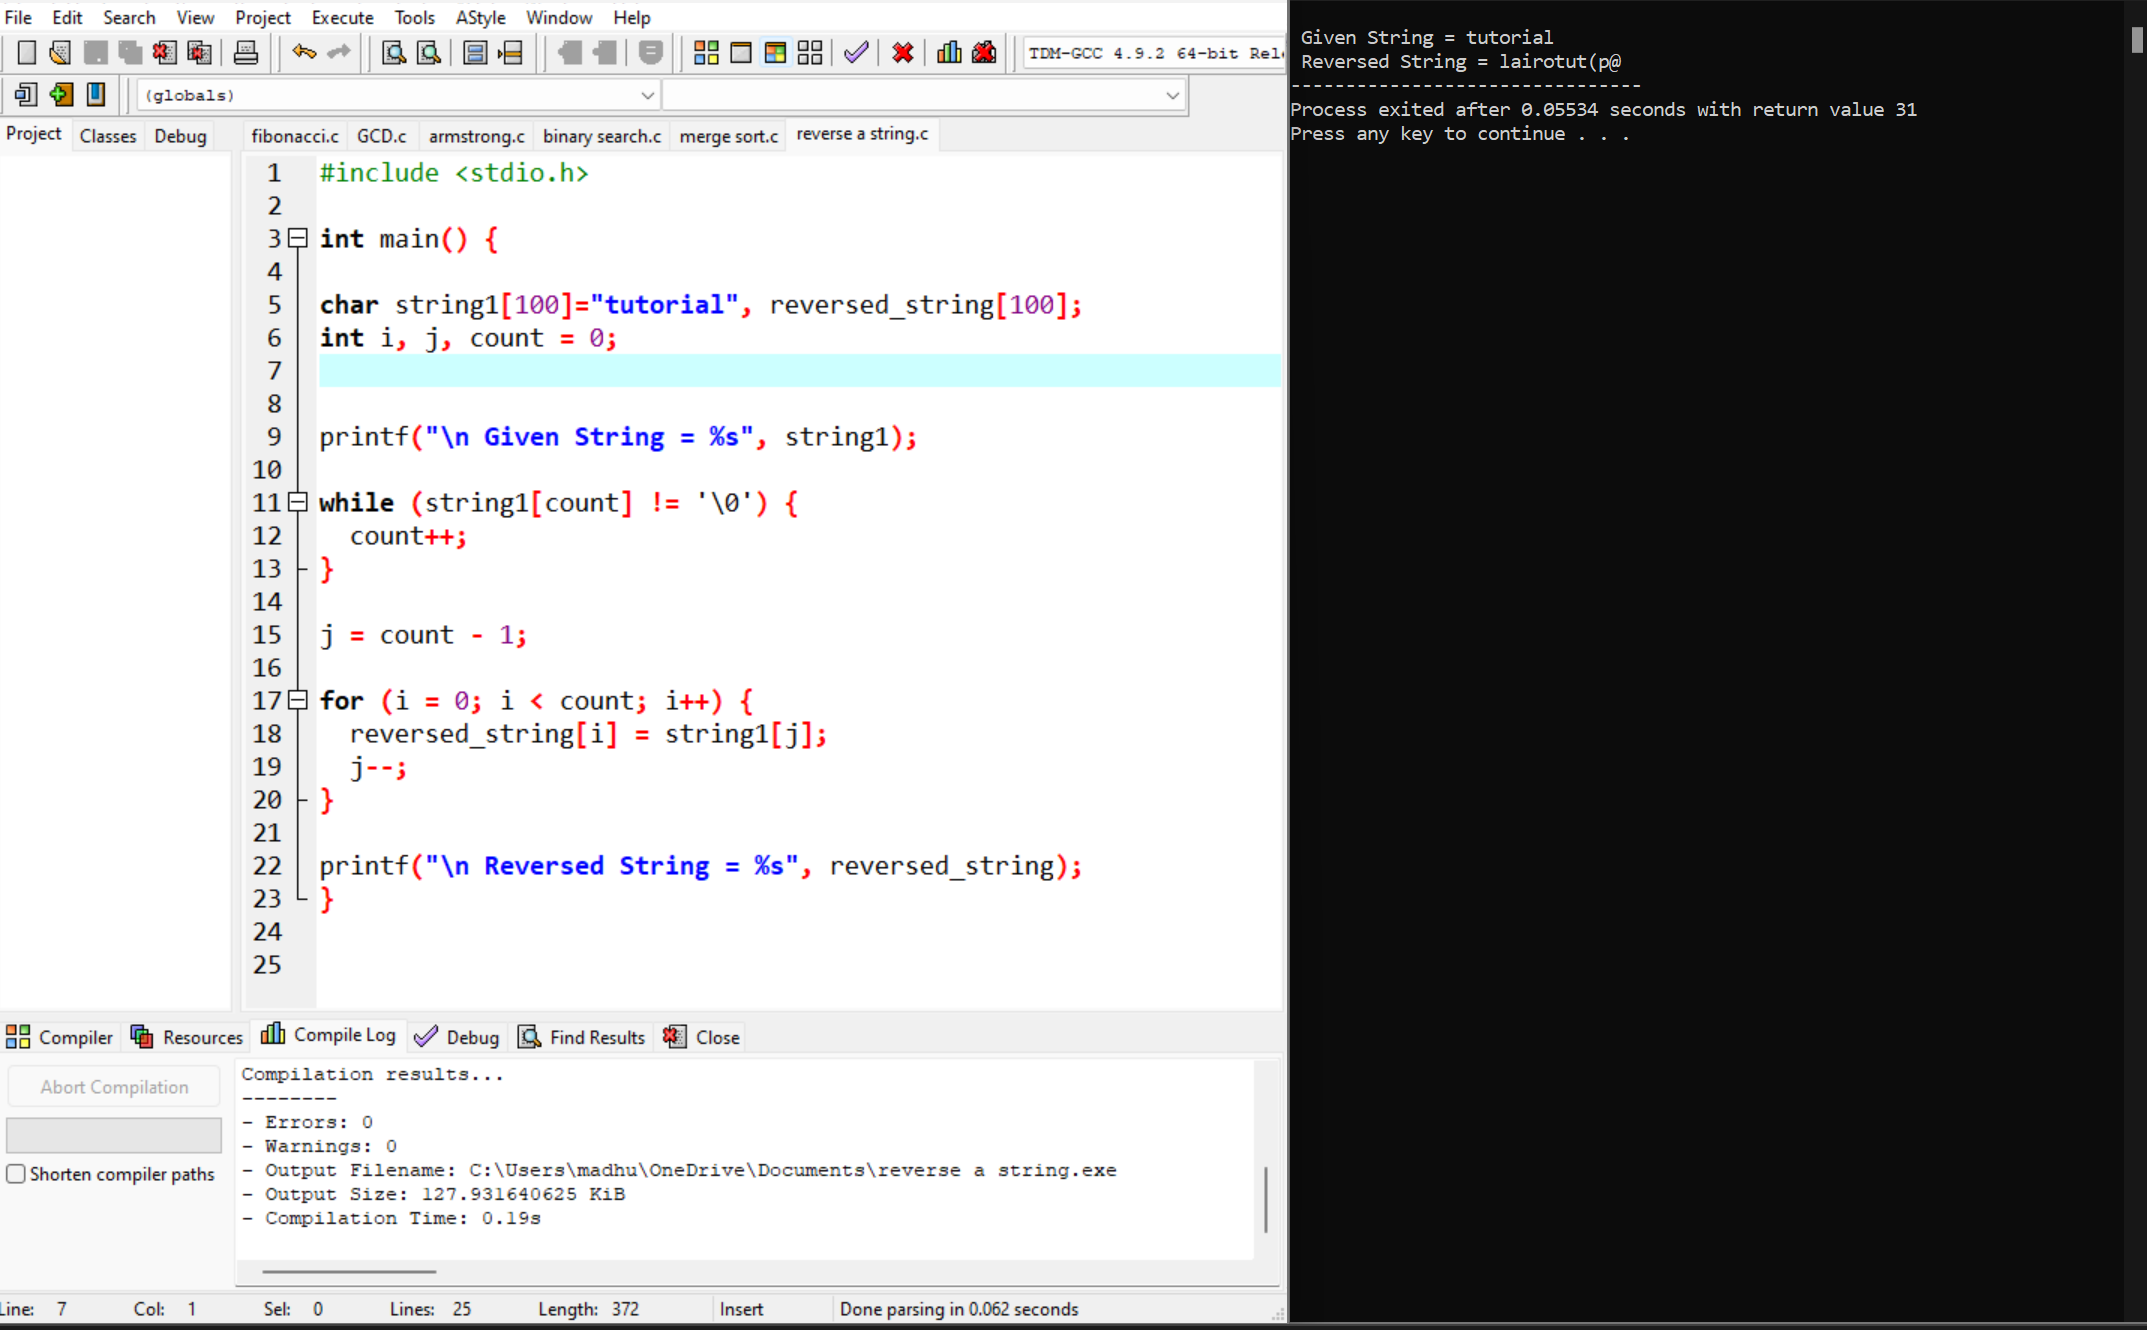 File Edit Search View Project Execute Tools AStyle Window Help
TDM-GCC 4.9.2 64-bit Rel
(globals)
Project Classes Debug
fibonacci.c GCD.c armstrong.c binary search.c merge sort.c reverse a string.c
1 #include <stdio.h>
2
3 int main() {
4
5 char string1[100]="tutorial", reversed_string[100];
6 int i, j, count = 0;
7
8
9 printf("\n Given String = %s", string1);
10
11 while (string1[count] != '\0') {
12 count++;
13 }
14
15 j = count - 1;
16
17 for (i = 0; i < count; i++) {
18 reversed_string[i] = string1[j];
19 j--;
20 }
21
22 printf("\n Reversed String = %s", reversed_string);
23 }
24
25
Compiler Resources Compile Log Debug Find Results Close
Abort Compilation
Shorten compiler paths
Compilation results...
--------
- Errors: 0
- Warnings: 0
- Output Filename: C:\Users\madhu\OneDrive\Documents\reverse a string.exe
- Output Size: 127.931640625 KiB
- Compilation Time: 0.19s
Line: 7 Col: 1 Sel: 0 Lines: 25 Length: 372 Insert Done parsing in 0.062 seconds
Given String = tutorial
Reversed String = lairotut(p@
--------------------------------
Process exited after 0.05534 seconds with return value 31
Press any key to continue . . .